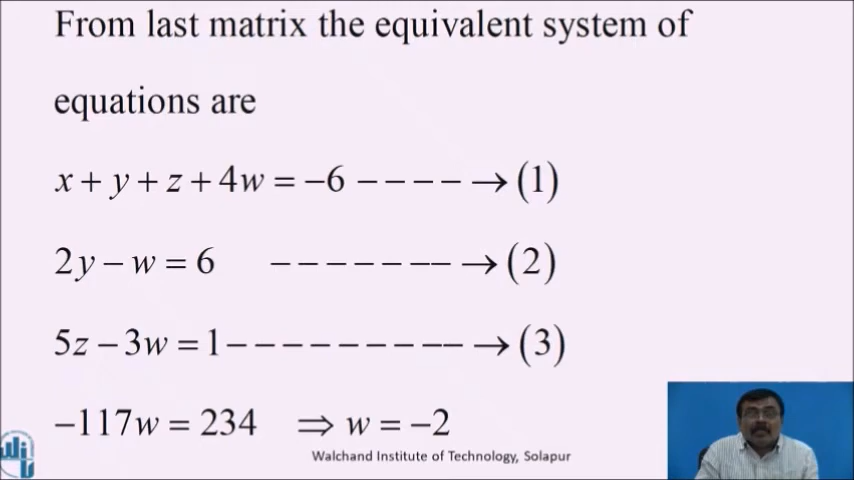 From last matrix the equivalent system of
equations are
x + y + z + 4w = −6 − − − − → (1)
2y − w = 6 − − − − − − − → (2)
5z − 3w = 1 − − − − − − − − − → (3)
−117w = 234 ⇒ w = −2
Walchand Institute of Technology, Solapur